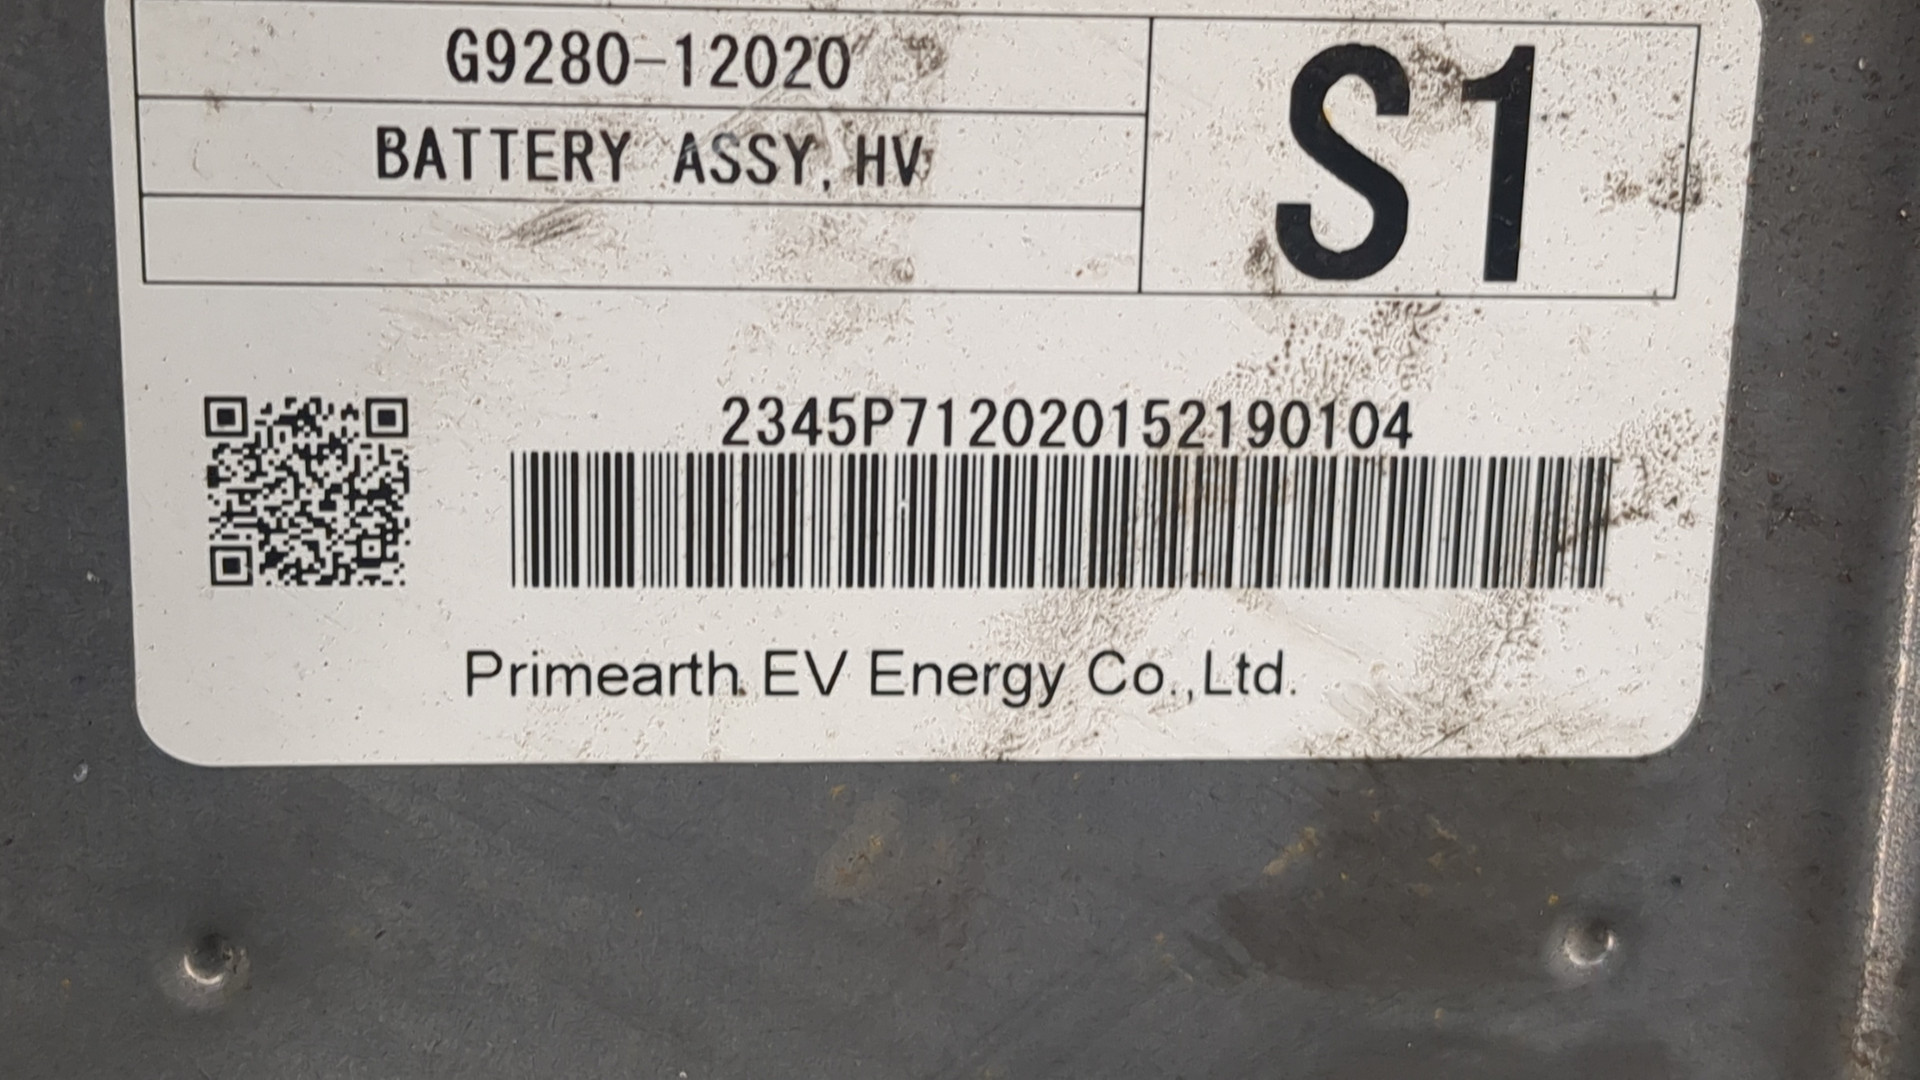 G9280-12020
BATTERY ASSY, HV
S1
2345P712020152190104
Primearth EV Energy Co.,Ltd.